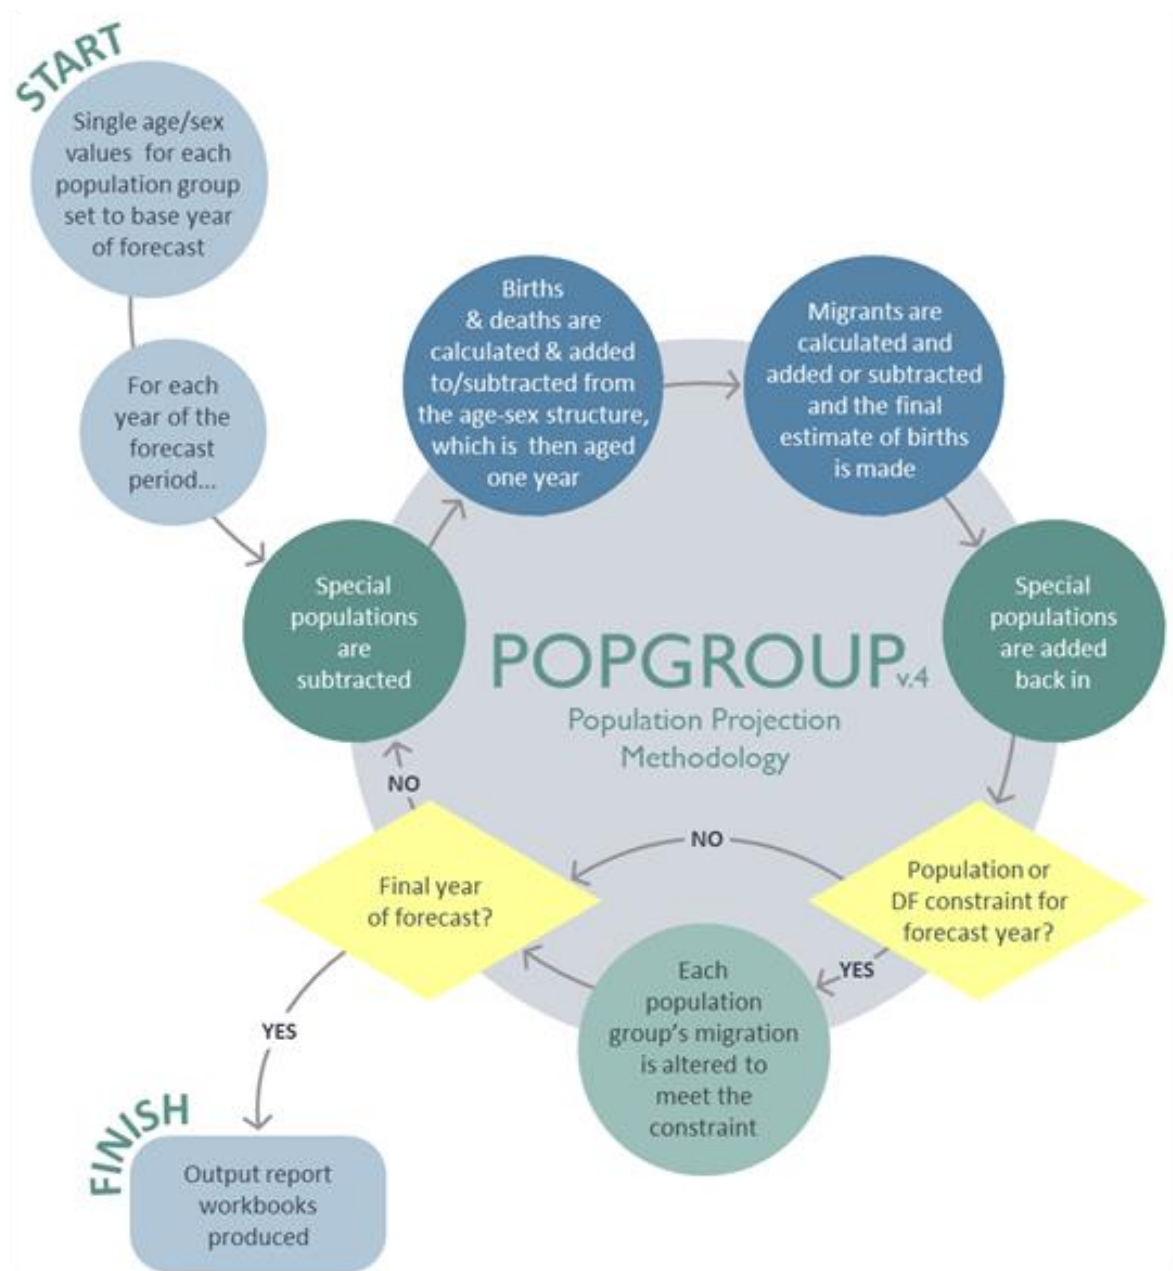 START
Single age/sex
values for each
population group
set to base year
of forecast
For each
year of the
forecast
period...
Special
populations
are
subtracted
Births
& deaths are
calculated & added
to/subtracted from
the age-sex structure,
which is then aged
one year
Migrants are
calculated and
added or subtracted
and the final
estimate of births
is made
Special
populations
are added
back in
POPGROUP v.4
Population Projection
Methodology
Population or
DF constraint for
forecast year?
NO
YES
Each
population
group's migration
is altered to
meet the
constraint
Final year
of forecast?
NO
YES
FINISH
Output report
workbooks
produced